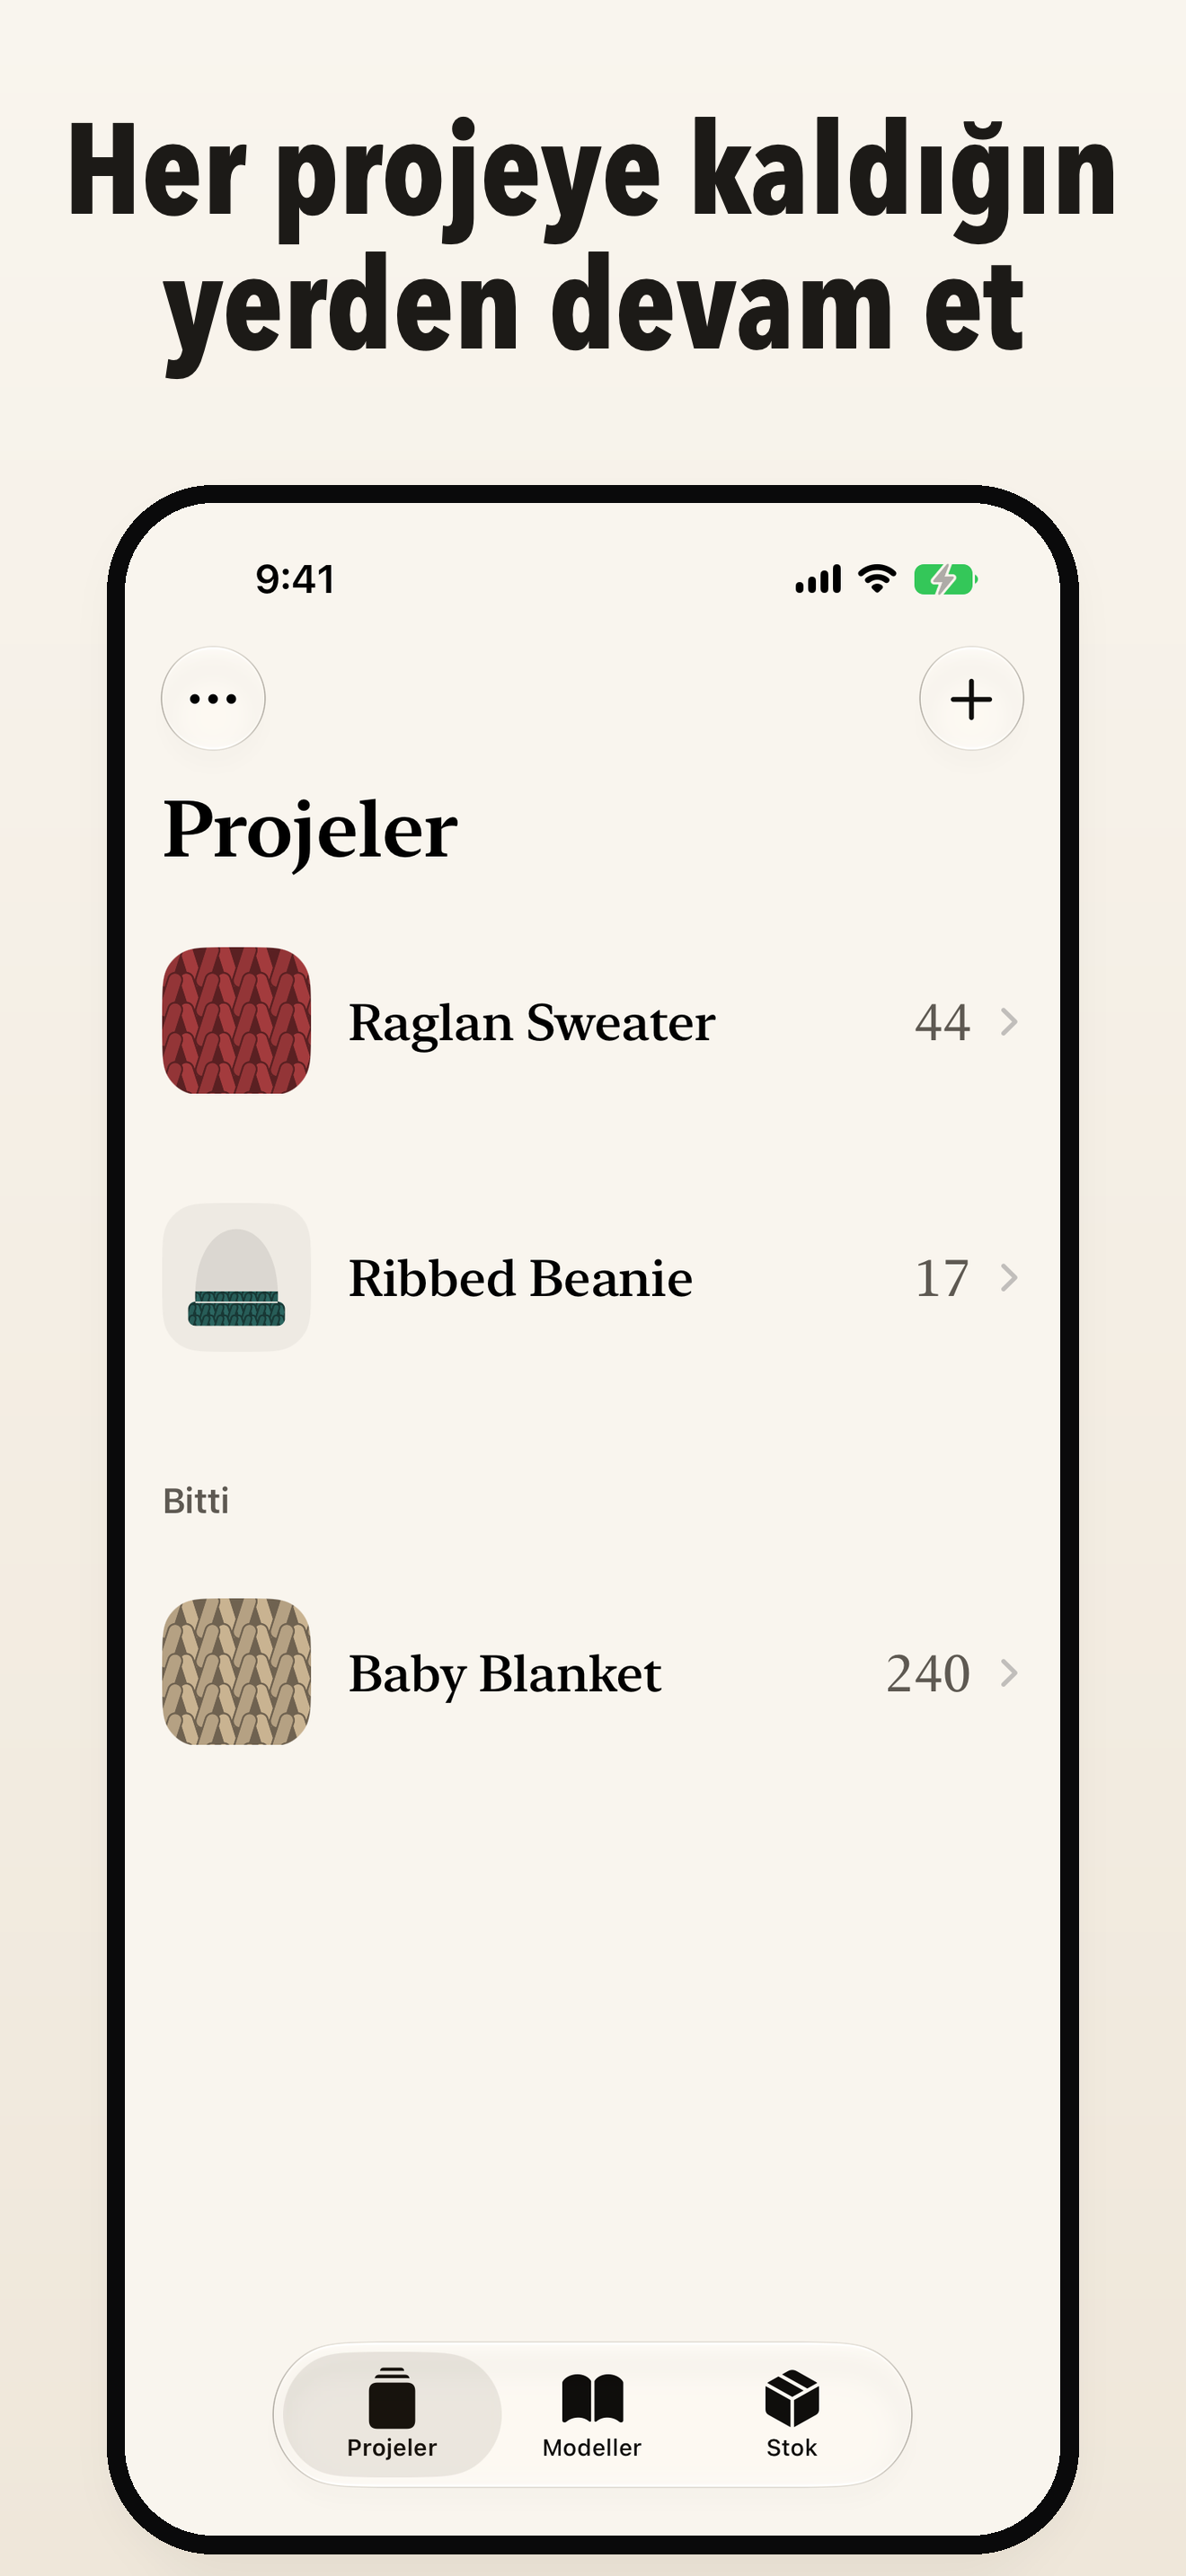 Her projeye kaldığın
yerden devam et
9:41
Projeler
Raglan Sweater 44
Ribbed Beanie 17
Bitti
Baby Blanket 240
Projeler Modeller Stok